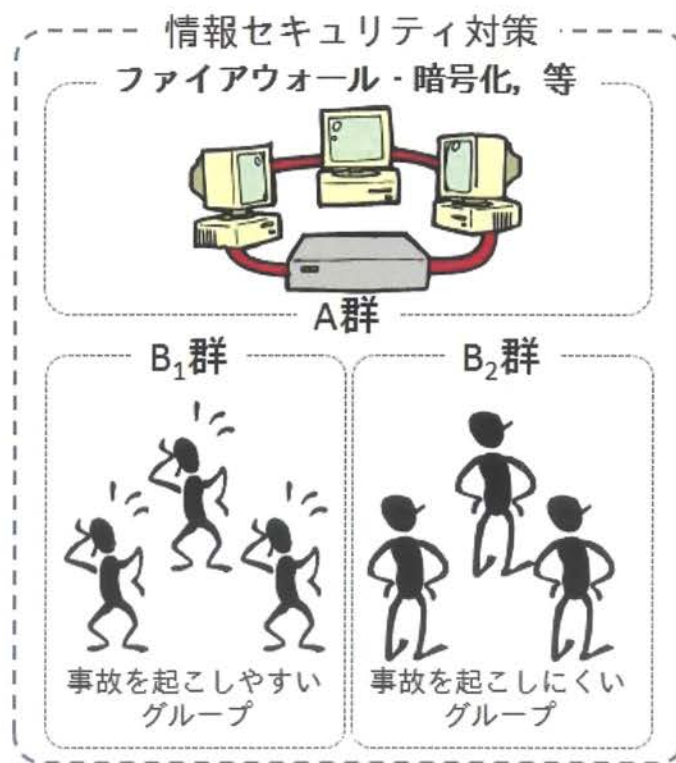 情報セキュリティ対策
ファイアウォール・暗号化，等
A群
B₁群
B₂群
事故を起こしやすい
グループ
事故を起こしにくい
グループ